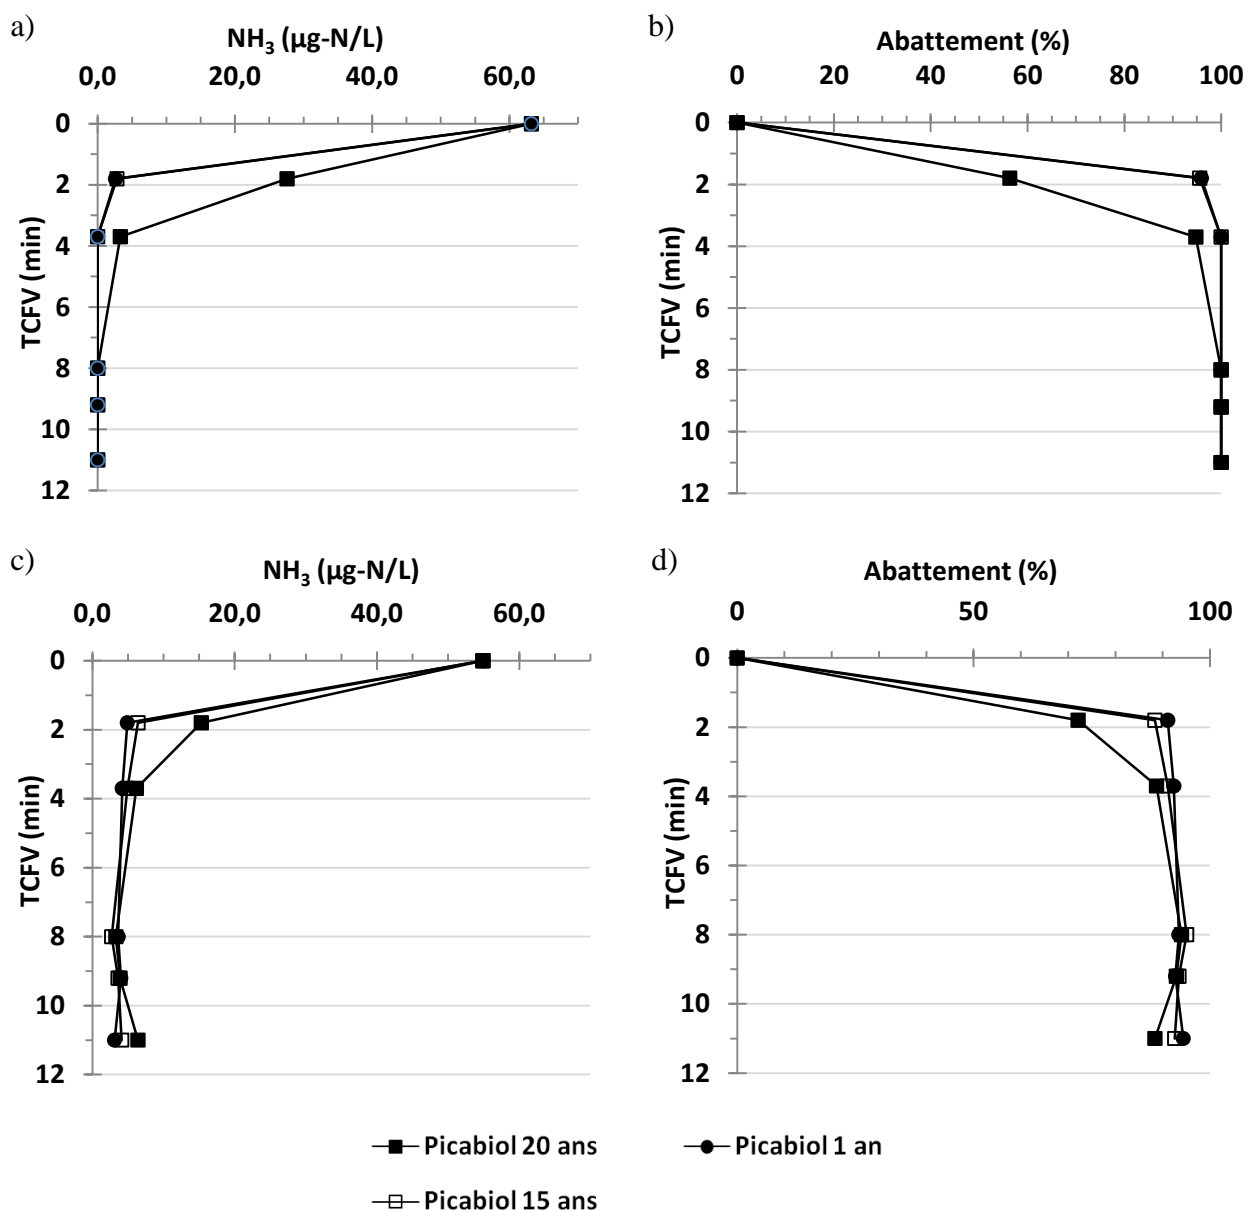 a)
NH₃ (µg-N/L)
0,0 20,0 40,0 60,0
0
2
4
6
8
10
12
TCFV (min)
b)
Abattement (%)
0 20 40 60 80 100
0
2
4
6
8
10
12
TCFV (min)
c)
NH₃ (µg-N/L)
0,0 20,0 40,0 60,0
0
2
4
6
8
10
12
TCFV (min)
d)
Abattement (%)
0 50 100
0
2
4
6
8
10
12
TCFV (min)
Picabiol 20 ans Picabiol 1 an
Picabiol 15 ans